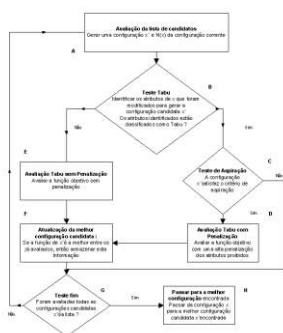 Avaliação da lista de candidatos
Gerar uma configuração x' ∈ N(x) da configuração corrente
A
Teste Tabu
B
Identificar os atributos de x que foram
modificados para gerar a
configuração candidata x'
Os atributos identificados estão
classificados como Tabu ?
Não
Sim
E
Avaliação Tabu sem Penalização
Avaliar a função objetivo sem
penalização
Teste de Aspiração
C
A configuração
x' satisfaz o critério de
aspiração
Não
Sim
D
F
Atualização da melhor
configuração candidata :
Se a função de x' é a melhor entre os
já avaliados, então armazenar esta
informação
Avaliação Tabu com
Penalização
Avaliar a função objetivo
com uma alta penalização
dos atributos proibidos
G
Teste fim
Foram avaliadas todas
as configurações
candidatas
da lista ?
Não
Sim
H
Passar para a melhor
configuração encontrada
Passar da configuração x
para a melhor configuração
candidata x' encontrada